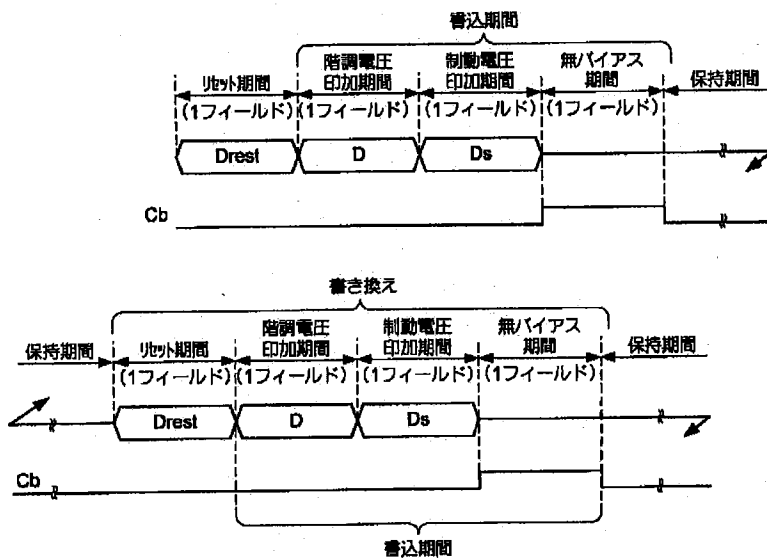 書込期間
階調電圧 制動電圧 無バイアス
リセット期間 印加期間 印加期間 期間 保持期間
(1フィールド) (1フィールド) (1フィールド) (1フィールド)
Drest D Ds
Cb
書き換え
階調電圧 制動電圧 無バイアス
保持期間 リセット期間 印加期間 印加期間 期間 保持期間
(1フィールド) (1フィールド) (1フィールド) (1フィールド)
Drest D Ds
Cb
書込期間